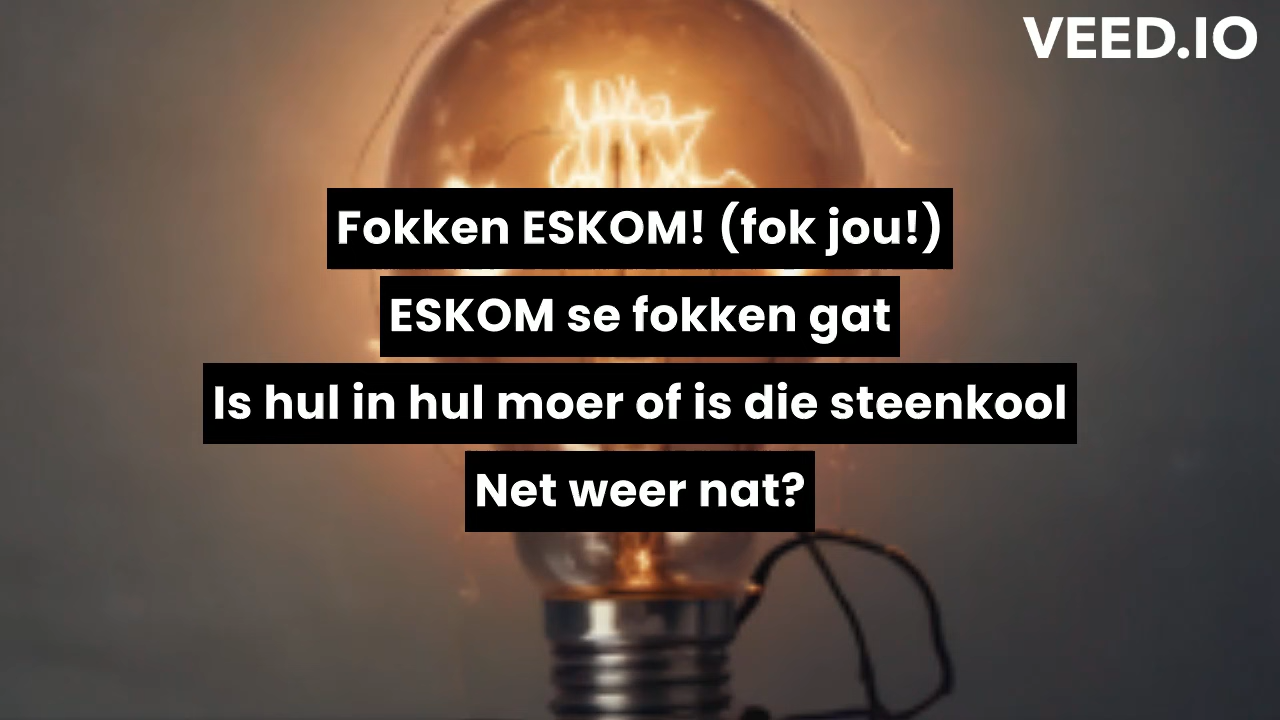 VEED.IO
Fokken ESKOM! (fok jou!)
ESKOM se fokken gat
Is hul in hul moer of is die steenkool
Net weer nat?